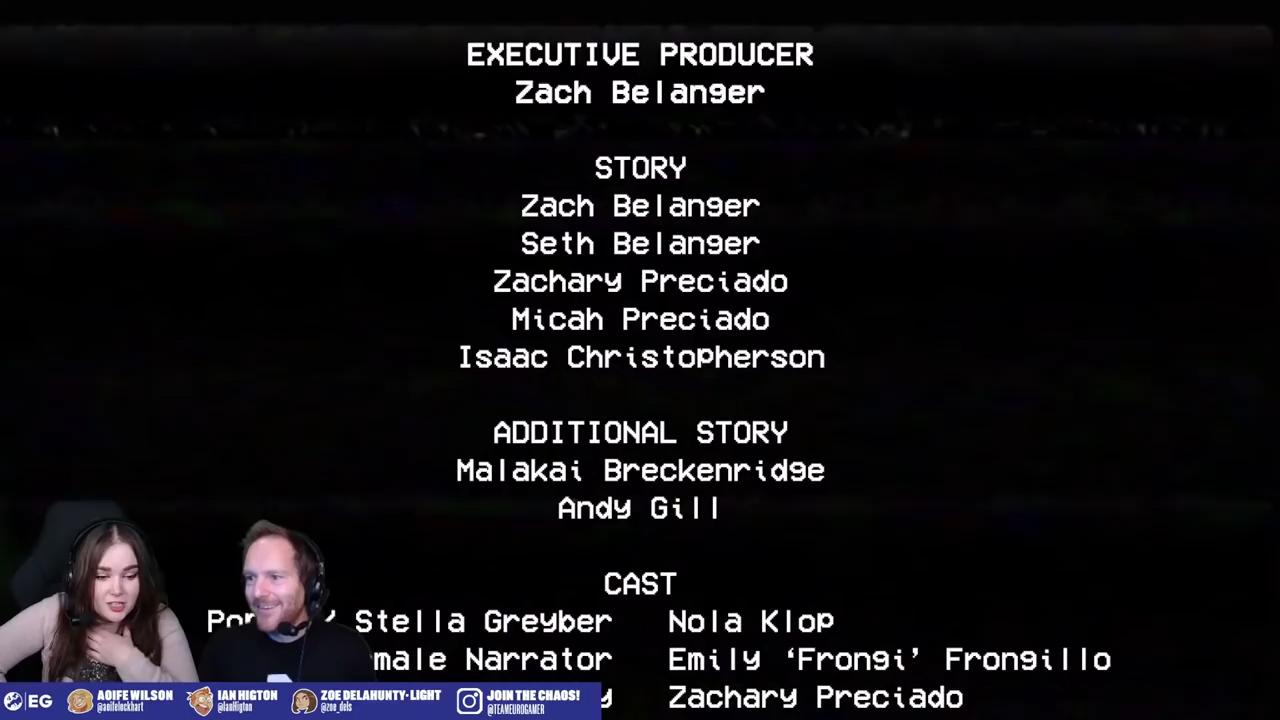 EXECUTIVE PRODUCER
Zach Belanger
STORY
Zach Belanger
Seth Belanger
Zachary Preciado
Micah Preciado
Isaac Christopherson
ADDITIONAL STORY
Malakai Breckenridge
Andy Gill
CAST
Stella Greyber Nola Klop
Narrator Emily ‘Frongi’ Frongillo
Zachary Preciado
EG
AOIFE WILSON
@aoifelockhart
IAN HIGTON
@IanHigton
ZOE DELAHUNTY-LIGHT
@zoe_dels
JOIN THE CHAOS!
@TEAMEUROGAMER